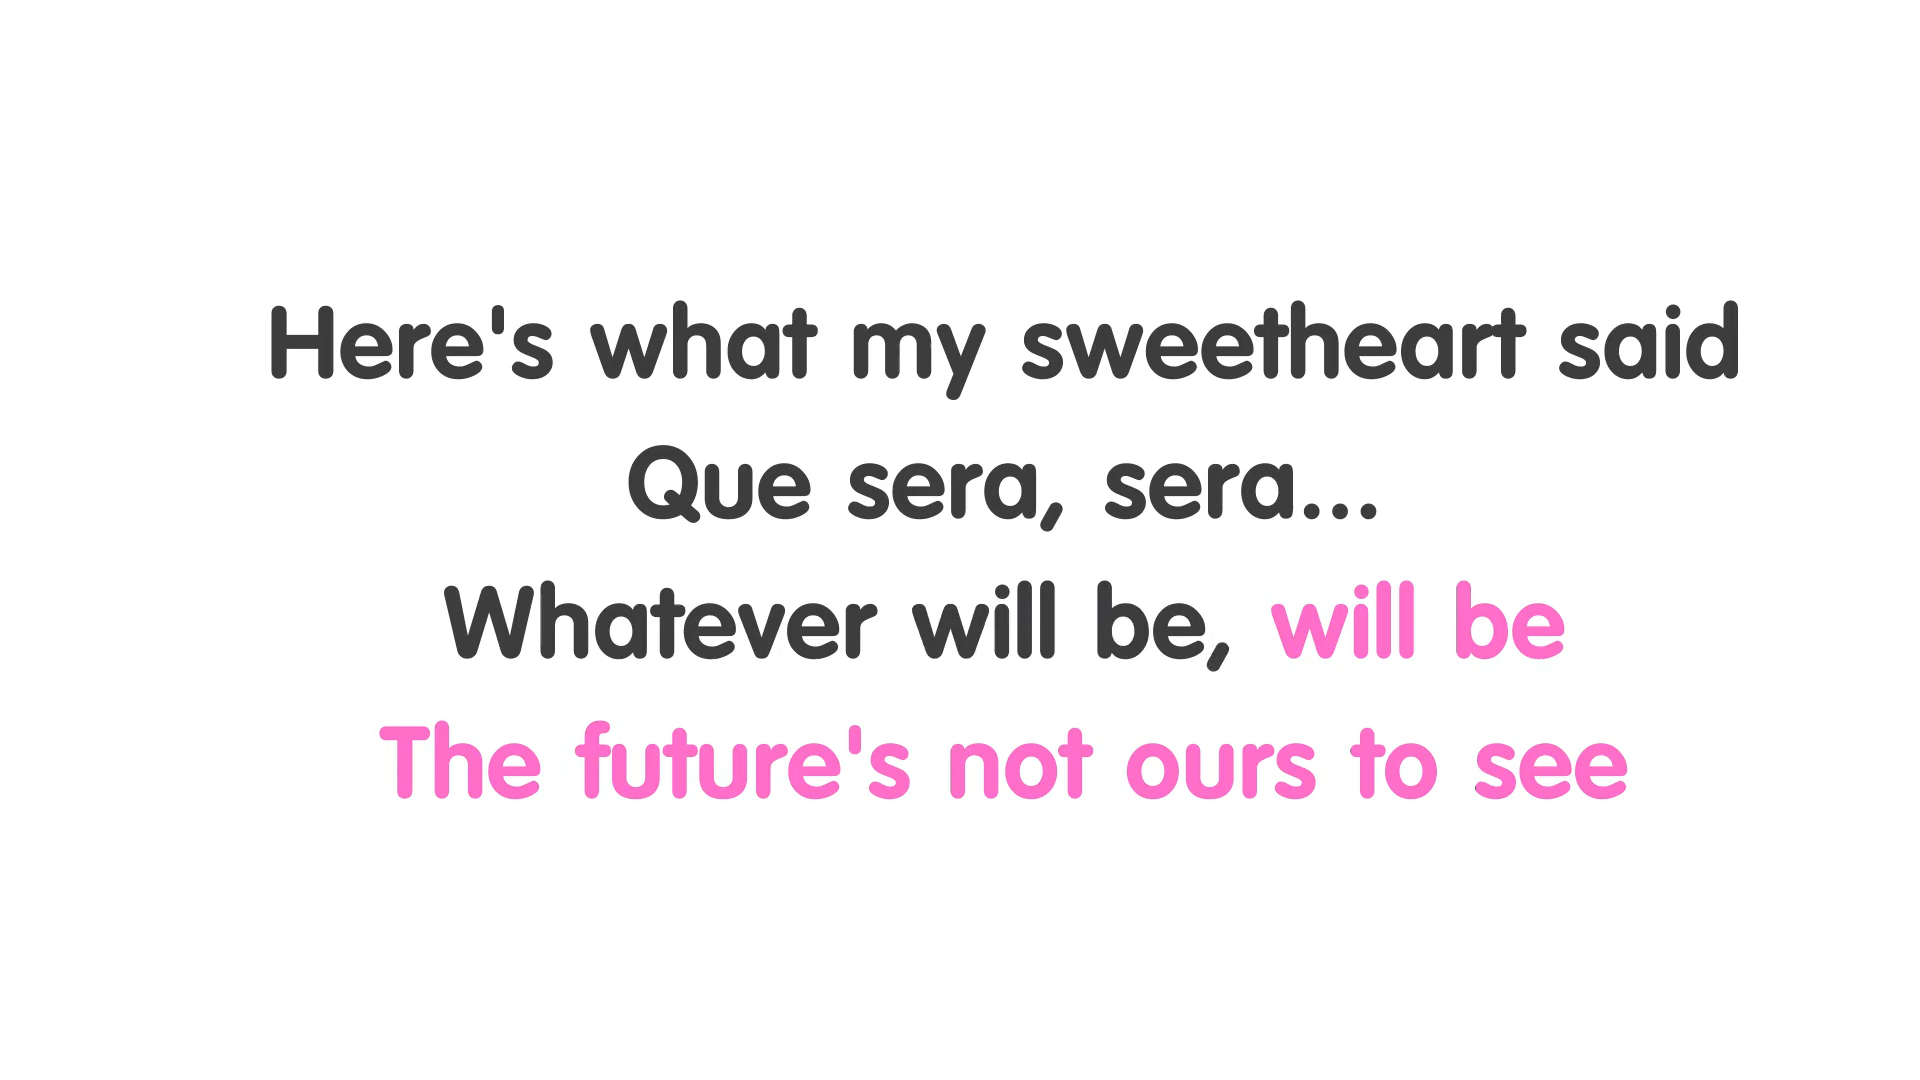 Here's what my sweetheart said
Que sera, sera...
Whatever will be, will be
The future's not ours to see